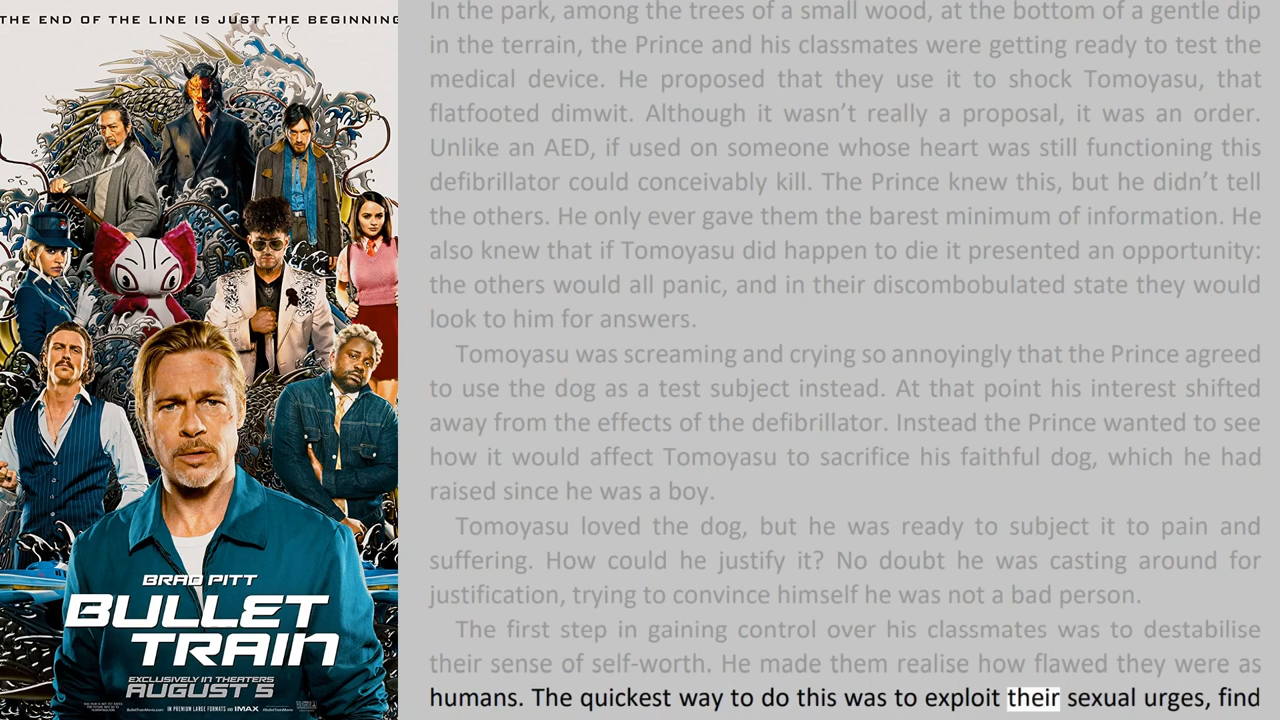 THE END OF THE LINE IS JUST THE BEGINNING
BRAD PITT
BULLET
TRAIN
EXCLUSIVELY IN THEATERS
AUGUST 5
BulletTrainMovie.com
IN PREMIUM LARGE FORMATS AND IMAX
#BulletTrainMovie
In the park, among the trees of a small wood, at the bottom of a gentle dip
in the terrain, the Prince and his classmates were getting ready to test the
medical device. He proposed that they use it to shock Tomoyasu, that
flatfooted dimwit. Although it wasn’t really a proposal, it was an order.
Unlike an AED, if used on someone whose heart was still functioning this
defibrillator could concervably kill. The Prince knew this, but he didn’t tell
the others. He only ever gave them the barest minimum of information. He
also knew that if Tomoyasu did happen to die it presented an opportunity:
the others would all panic, and in their discombobulated state they would
look to him for answers.
Tomoyasu was screaming and crying so annoyingly that the Prince agreed
to use the dog as a test subject instead. At that point his interest shifted
away from the effects of the defibrillator. Instead the Prince wanted to see
how it would affect Tomoyasu to sacrifice his faithful dog, which he had
raised since he was a boy.
Tomoyasu loved the dog, but he was ready to subject it to pain and
suffering. How could he justify it? No doubt he was casting around for
justification, trying to convince himself he was not a bad person.
The first step in gaining control over his classmates was to destabilise
their sense of self-worth. He made them realise how flawed they were as
humans. The quickest way to do this was to exploit their sexual urges, find